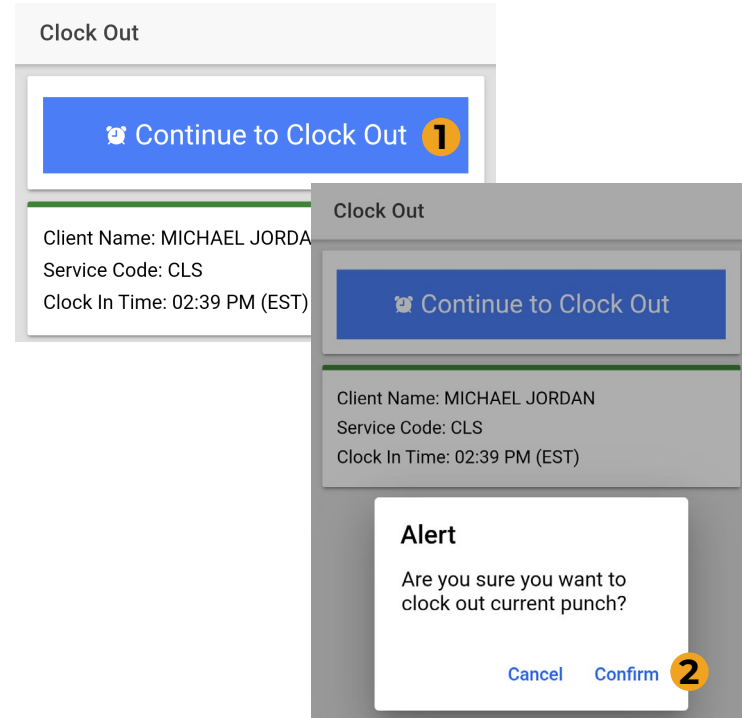 Clock Out
Continue to Clock Out
1
Client Name: MICHAEL JORDA
Service Code: CLS
Clock In Time: 02:39 PM (EST)
Clock Out
Continue to Clock Out
Client Name: MICHAEL JORDAN
Service Code: CLS
Clock In Time: 02:39 PM (EST)
Alert
Are you sure you want to
clock out current punch?
Cancel Confirm 2